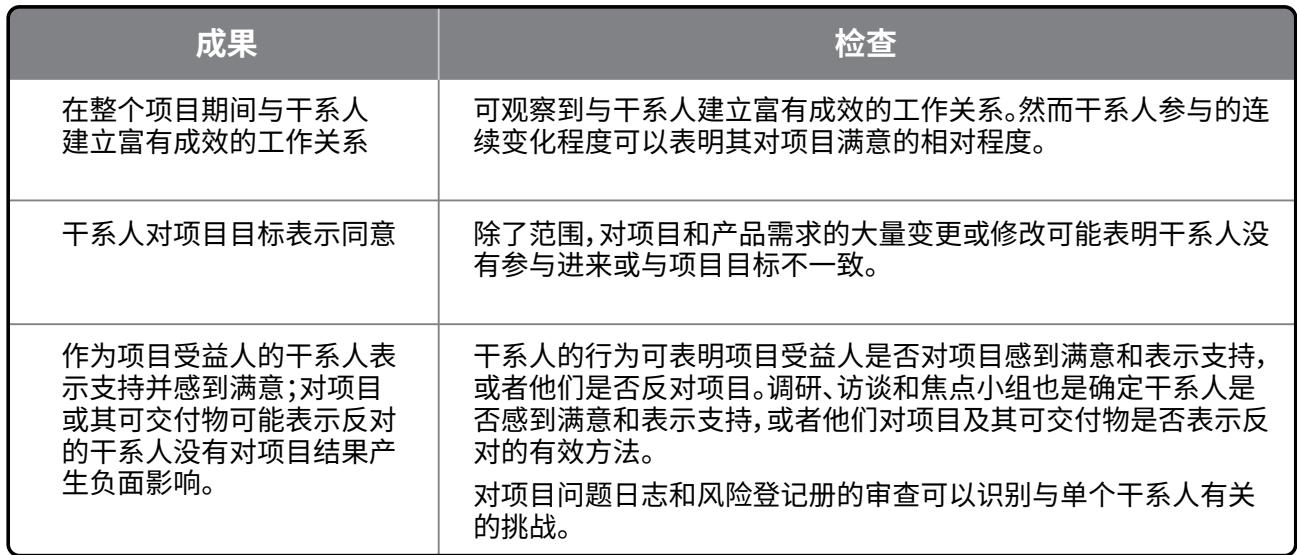 成果
检查
在整个项目期间与干系人
建立富有成效的工作关系
可观察到与干系人建立富有成效的工作关系。然而干系人参与的连
续变化程度可以表明其对项目满意的相对程度。
干系人对项目目标表示同意
除了范围，对项目和产品需求的大量变更或修改可能表明干系人没
有参与进来或与项目目标不一致。
作为项目受益人的干系人表
示支持并感到满意；对项目
或其可交付物可能表示反对
的干系人没有对项目结果产
生负面影响。
干系人的行为可表明项目受益人是否对项目感到满意和表示支持，
或者他们是否反对项目。调研、访谈和焦点小组也是确定干系人是
否感到满意和表示支持，或者他们对项目及其可交付物是否表示反
对的有效方法。
对项目问题日志和风险登记册的审查可以识别与单个干系人有关
的挑战。